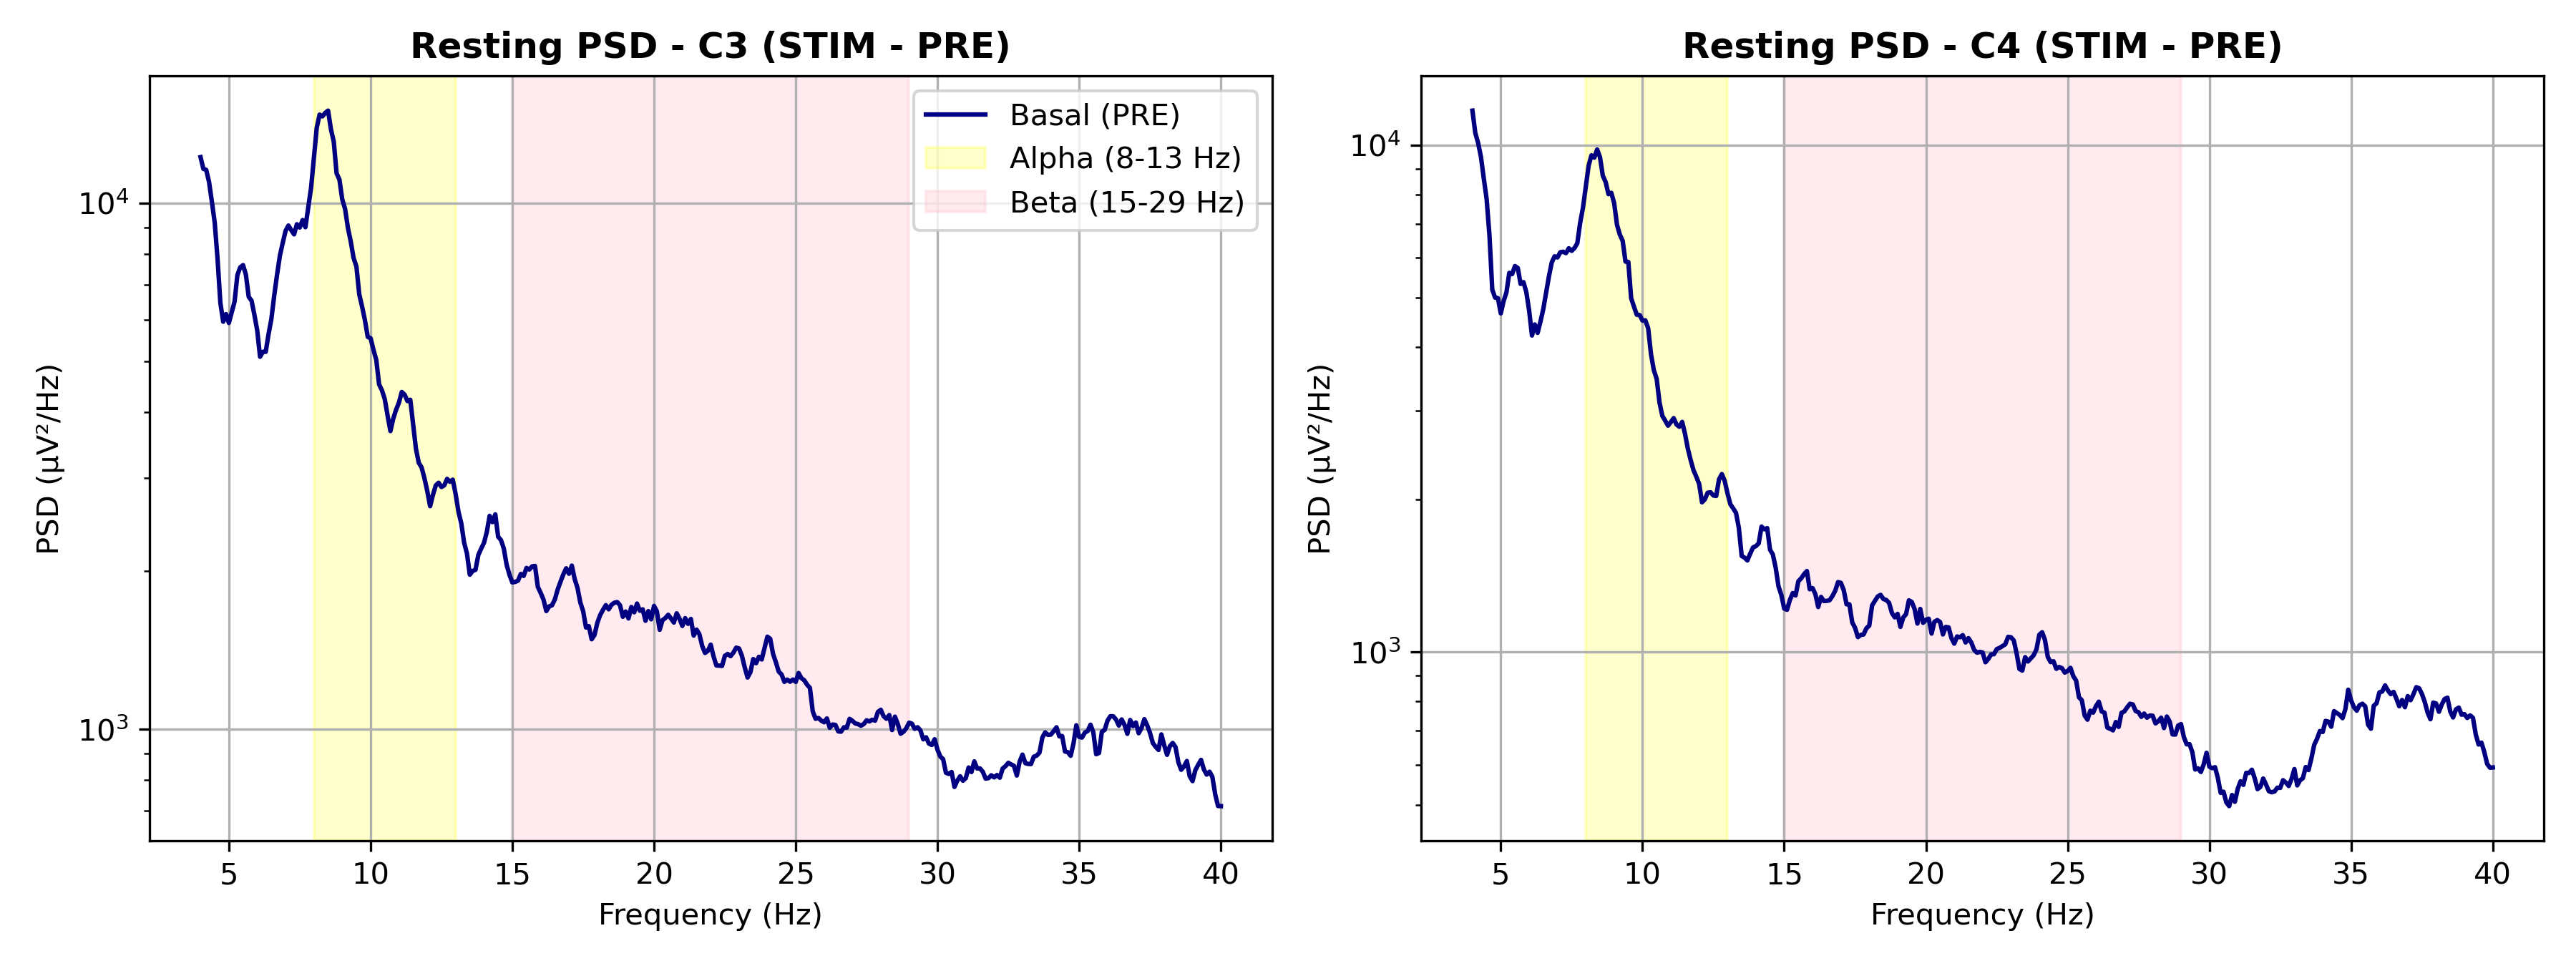 Resting PSD - C3 (STIM - PRE)
PSD (µV²/Hz)
10⁴
10³
5 10 15 20 25 30 35 40
Frequency (Hz)
Basal (PRE)
Alpha (8-13 Hz)
Beta (15-29 Hz)
Resting PSD - C4 (STIM - PRE)
PSD (µV²/Hz)
10⁴
10³
5 10 15 20 25 30 35 40
Frequency (Hz)